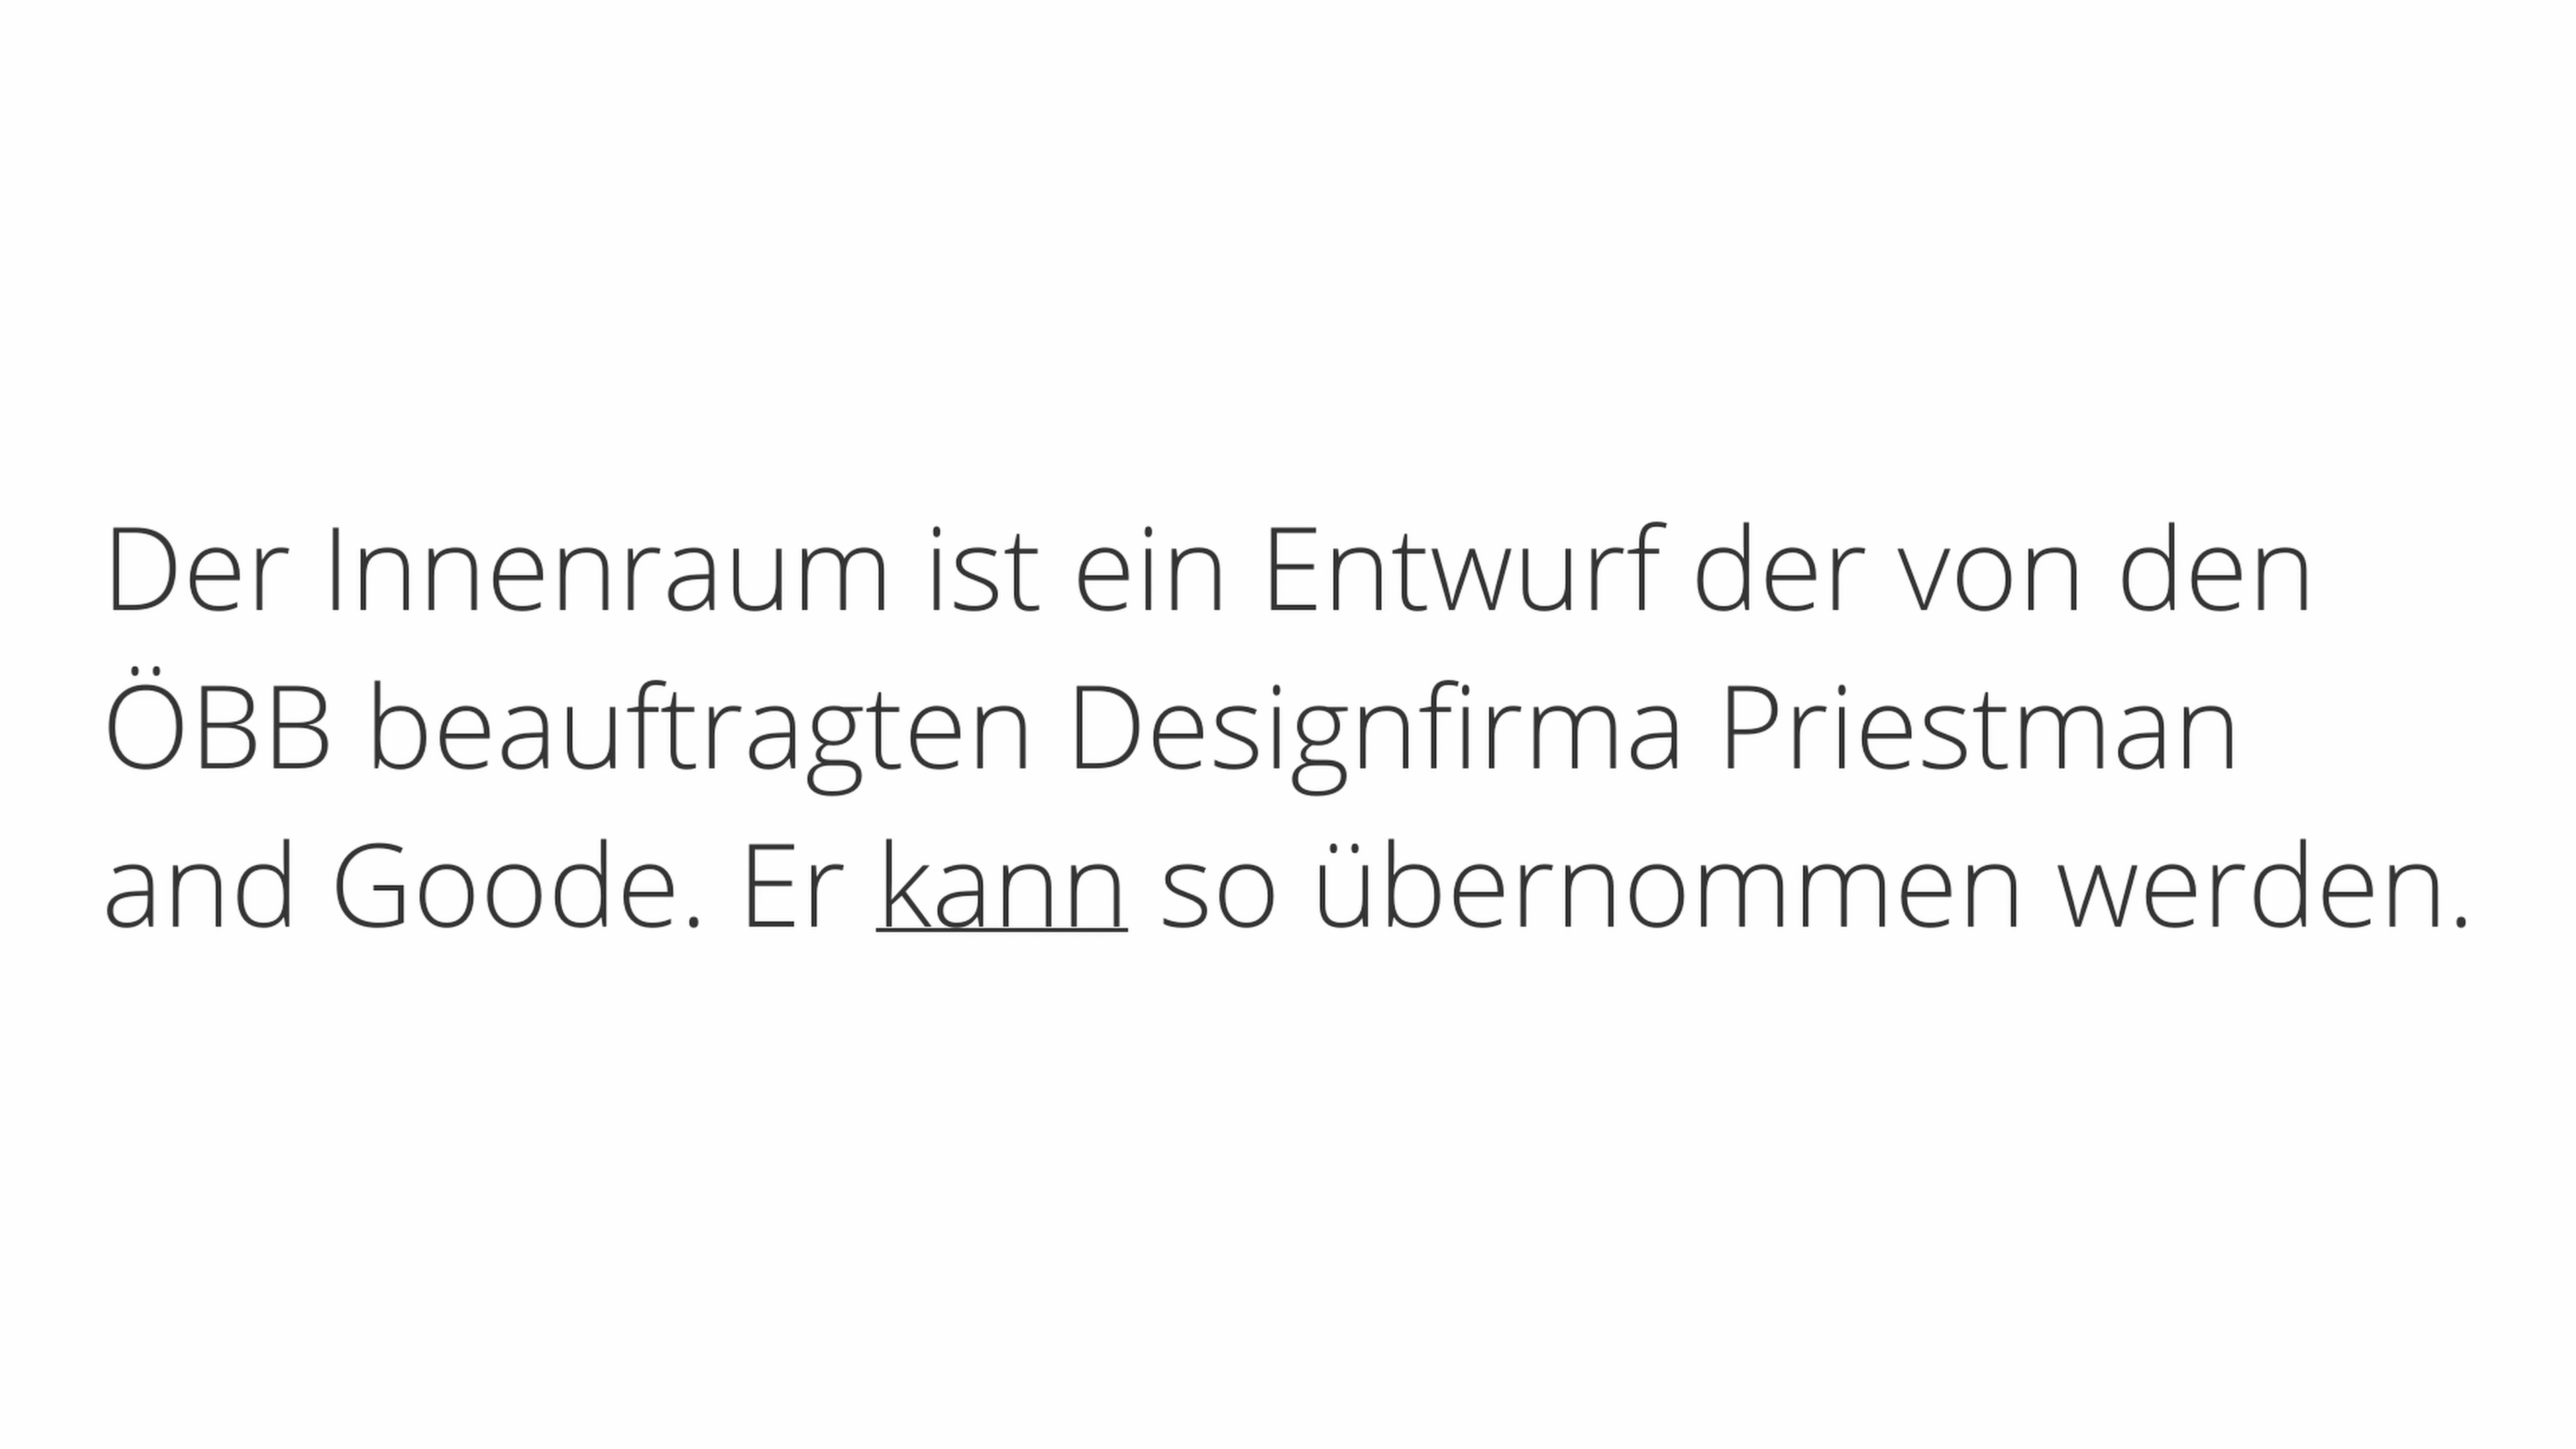 Der Innenraum ist ein Entwurf der von den
ÖBB beauftragten Designfirma Priestman
and Goode. Er kann so übernommen werden.